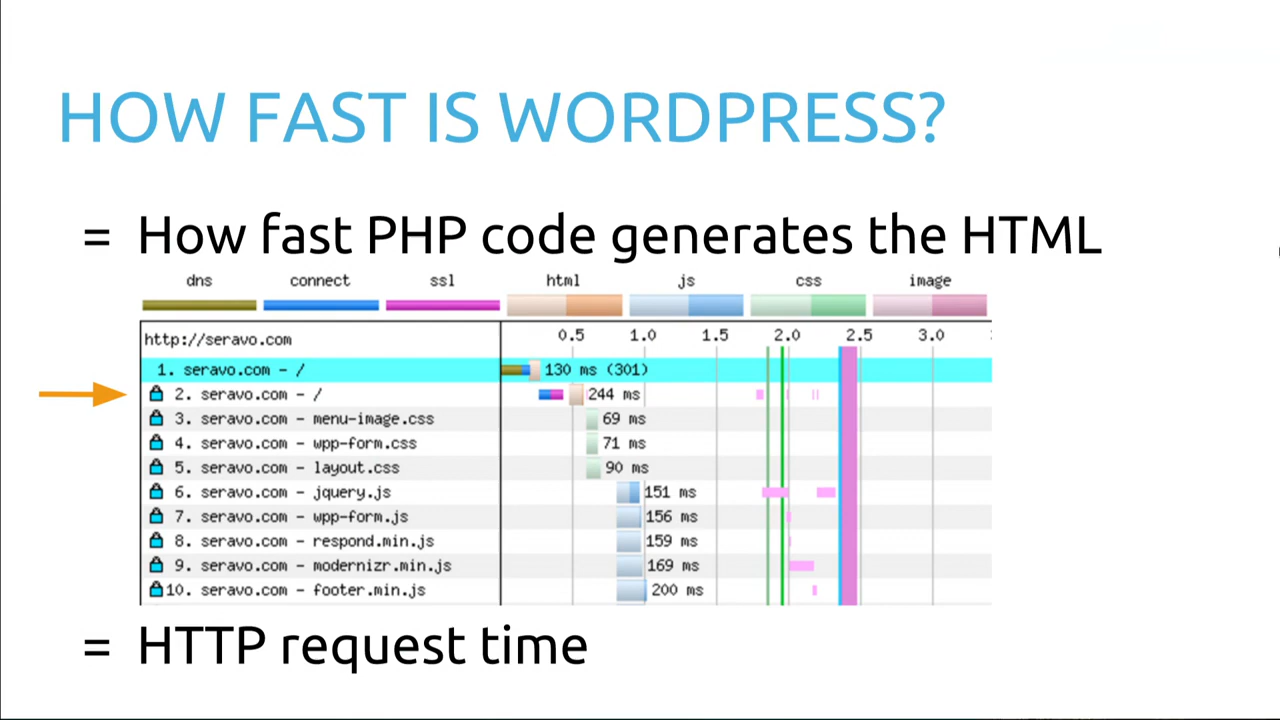 HOW FAST IS WORDPRESS?
= How fast PHP code generates the HTML
dns connect ssl html js css image
http://seravo.com 0.5 1.0 1.5 2.0 2.5 3.0
1. seravo.com - / 130 ms (301)
2. seravo.com - / 244 ms
3. seravo.com - menu-image.css 69 ms
4. seravo.com - wpp-form.css 71 ms
5. seravo.com - layout.css 90 ms
6. seravo.com - jquery.js 151 ms
7. seravo.com - wpp-form.js 156 ms
8. seravo.com - respond.min.js 159 ms
9. seravo.com - modernizr.min.js 169 ms
10. seravo.com - footer.min.js 200 ms
= HTTP request time